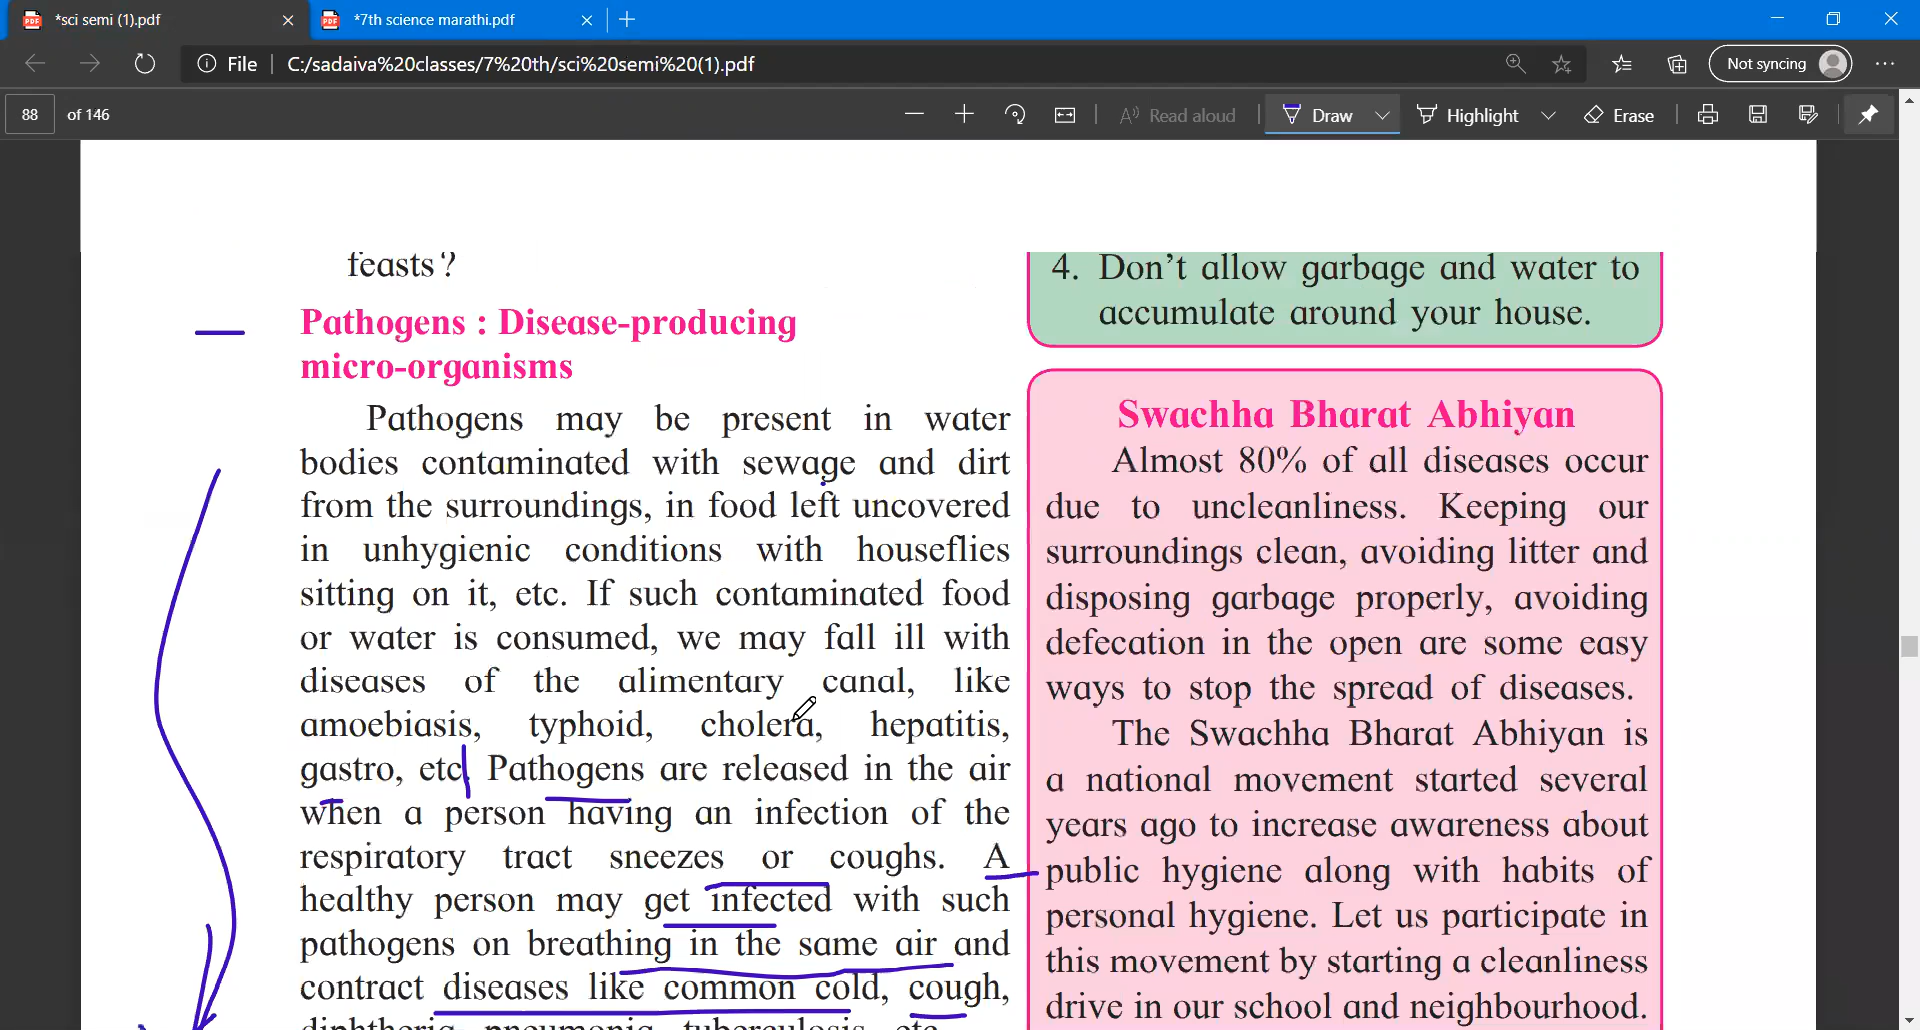 *sci semi (1).pdf
*7th science marathi.pdf
File
C:/sadaiva%20classes/7%20th/sci%20semi%20(1).pdf
Not syncing
88 of 146
Read aloud
Draw
Highlight
Erase
feasts?
Pathogens : Disease-producing
micro-organisms
Pathogens may be present in water
bodies contaminated with sewage and dirt
from the surroundings, in food left uncovered
in unhygienic conditions with houseflies
sitting on it, etc. If such contaminated food
or water is consumed, we may fall ill with
diseases of the alimentary canal, like
amoebiasis, typhoid, cholera, hepatitis,
gastro, etc. Pathogens are released in the air
when a person having an infection of the
respiratory tract sneezes or coughs. A
healthy person may get infected with such
pathogens on breathing in the same air and
contract diseases like common cold, cough,
diphtheria, pneumonia, tuberculosis, etc.
4. Don't allow garbage and water to
accumulate around your house.
Swachha Bharat Abhiyan
Almost 80% of all diseases occur
due to uncleanliness. Keeping our
surroundings clean, avoiding litter and
disposing garbage properly, avoiding
defecation in the open are some easy
ways to stop the spread of diseases.
The Swachha Bharat Abhiyan is
a national movement started several
years ago to increase awareness about
public hygiene along with habits of
personal hygiene. Let us participate in
this movement by starting a cleanliness
drive in our school and neighbourhood.